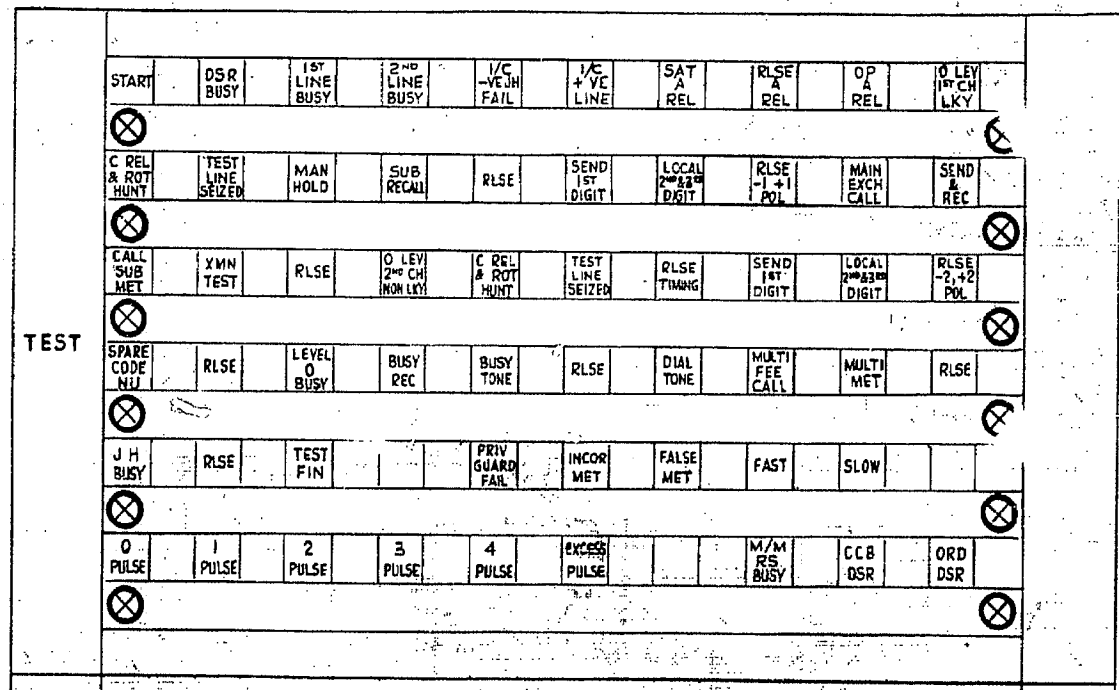 START
DSR
BUSY
1ST
LINE
BUSY
2ND
LINE
BUSY
I/C
-VE JH
FAIL
I/C
+VE
LINE
SAT
A
REL
RLSE
A
REL
OP
A
REL
O LEV
1ST CH
LKY
C REL
& ROT
HUNT
TEST
LINE
SEIZED
MAN
HOLD
SUB
RECALL
RLSE
SEND
1ST
DIGIT
LOCAL
2ND & 3RD
DIGIT
RLSE
-1 +1
POL
MAIN
EXCH
CALL
SEND
&
REC
CALL
SUB
MET
XMN
TEST
RLSE
O LEV
2ND CH
NON LKY
C REL
& ROT
HUNT
TEST
LINE
SEIZED
RLSE
TIMING
SEND
1ST
DIGIT
LOCAL
2ND & 3RD
DIGIT
RLSE
-2, +2
POL
TEST
SPARE
CODE
NU
RLSE
LEVEL
O
BUSY
BUSY
REC
BUSY
TONE
RLSE
DIAL
TONE
MULTI
FEE
CALL
MULTI
MET
RLSE
J H
BUSY
RLSE
TEST
FIN
PRIV
GUARD
FAIL
INCOR
MET
FALSE
MET
FAST
SLOW
0
PULSE
1
PULSE
2
PULSE
3
PULSE
4
PULSE
EXCESS
PULSE
M/M
RS
BUSY
CCB
DSR
ORD
DSR